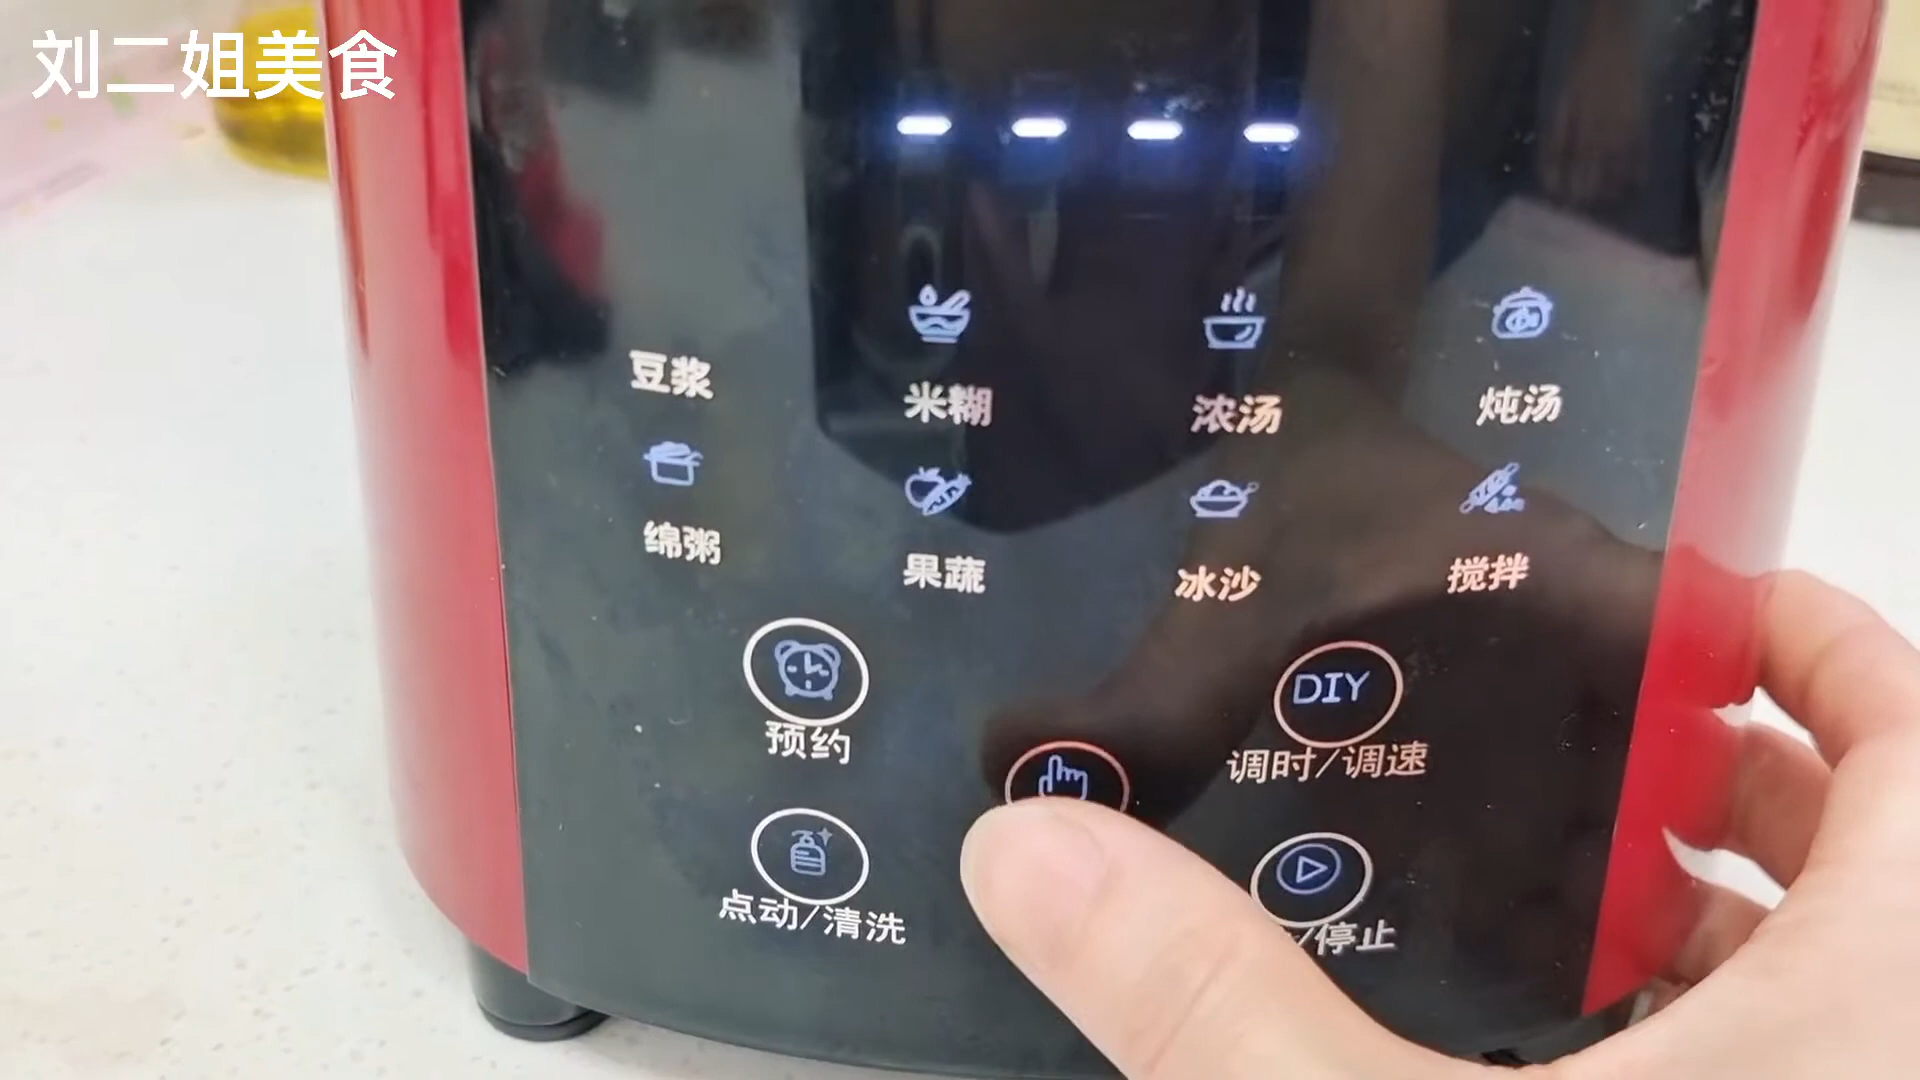 刘二姐美食
豆浆
米糊
浓汤
炖汤
绵粥
果蔬
冰沙
搅拌
DIY
预约
调时/调速
点动/清洗
/停止